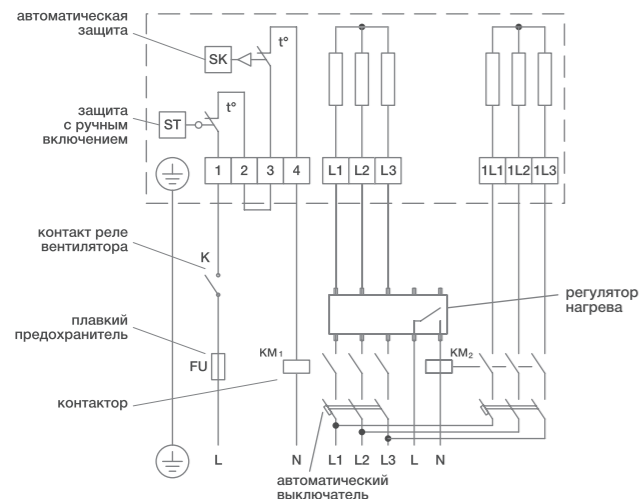 автоматическая
защита
SK
t°
защита
с ручным
включением
ST
t°
1 2 3 4 L1 L2 L3 1L1 1L2 1L3
контакт реле
вентилятора
K
регулятор
нагрева
плавкий
предохранитель
FU
KM1
KM2
контактор
L N L1 L2 L3 L N
автоматический
выключатель